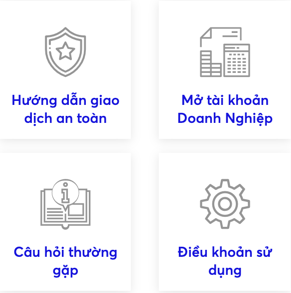 Hướng dẫn giao
dịch an toàn
Mở tài khoản
Doanh Nghiệp
Câu hỏi thường
gặp
Điều khoản sử
dụng